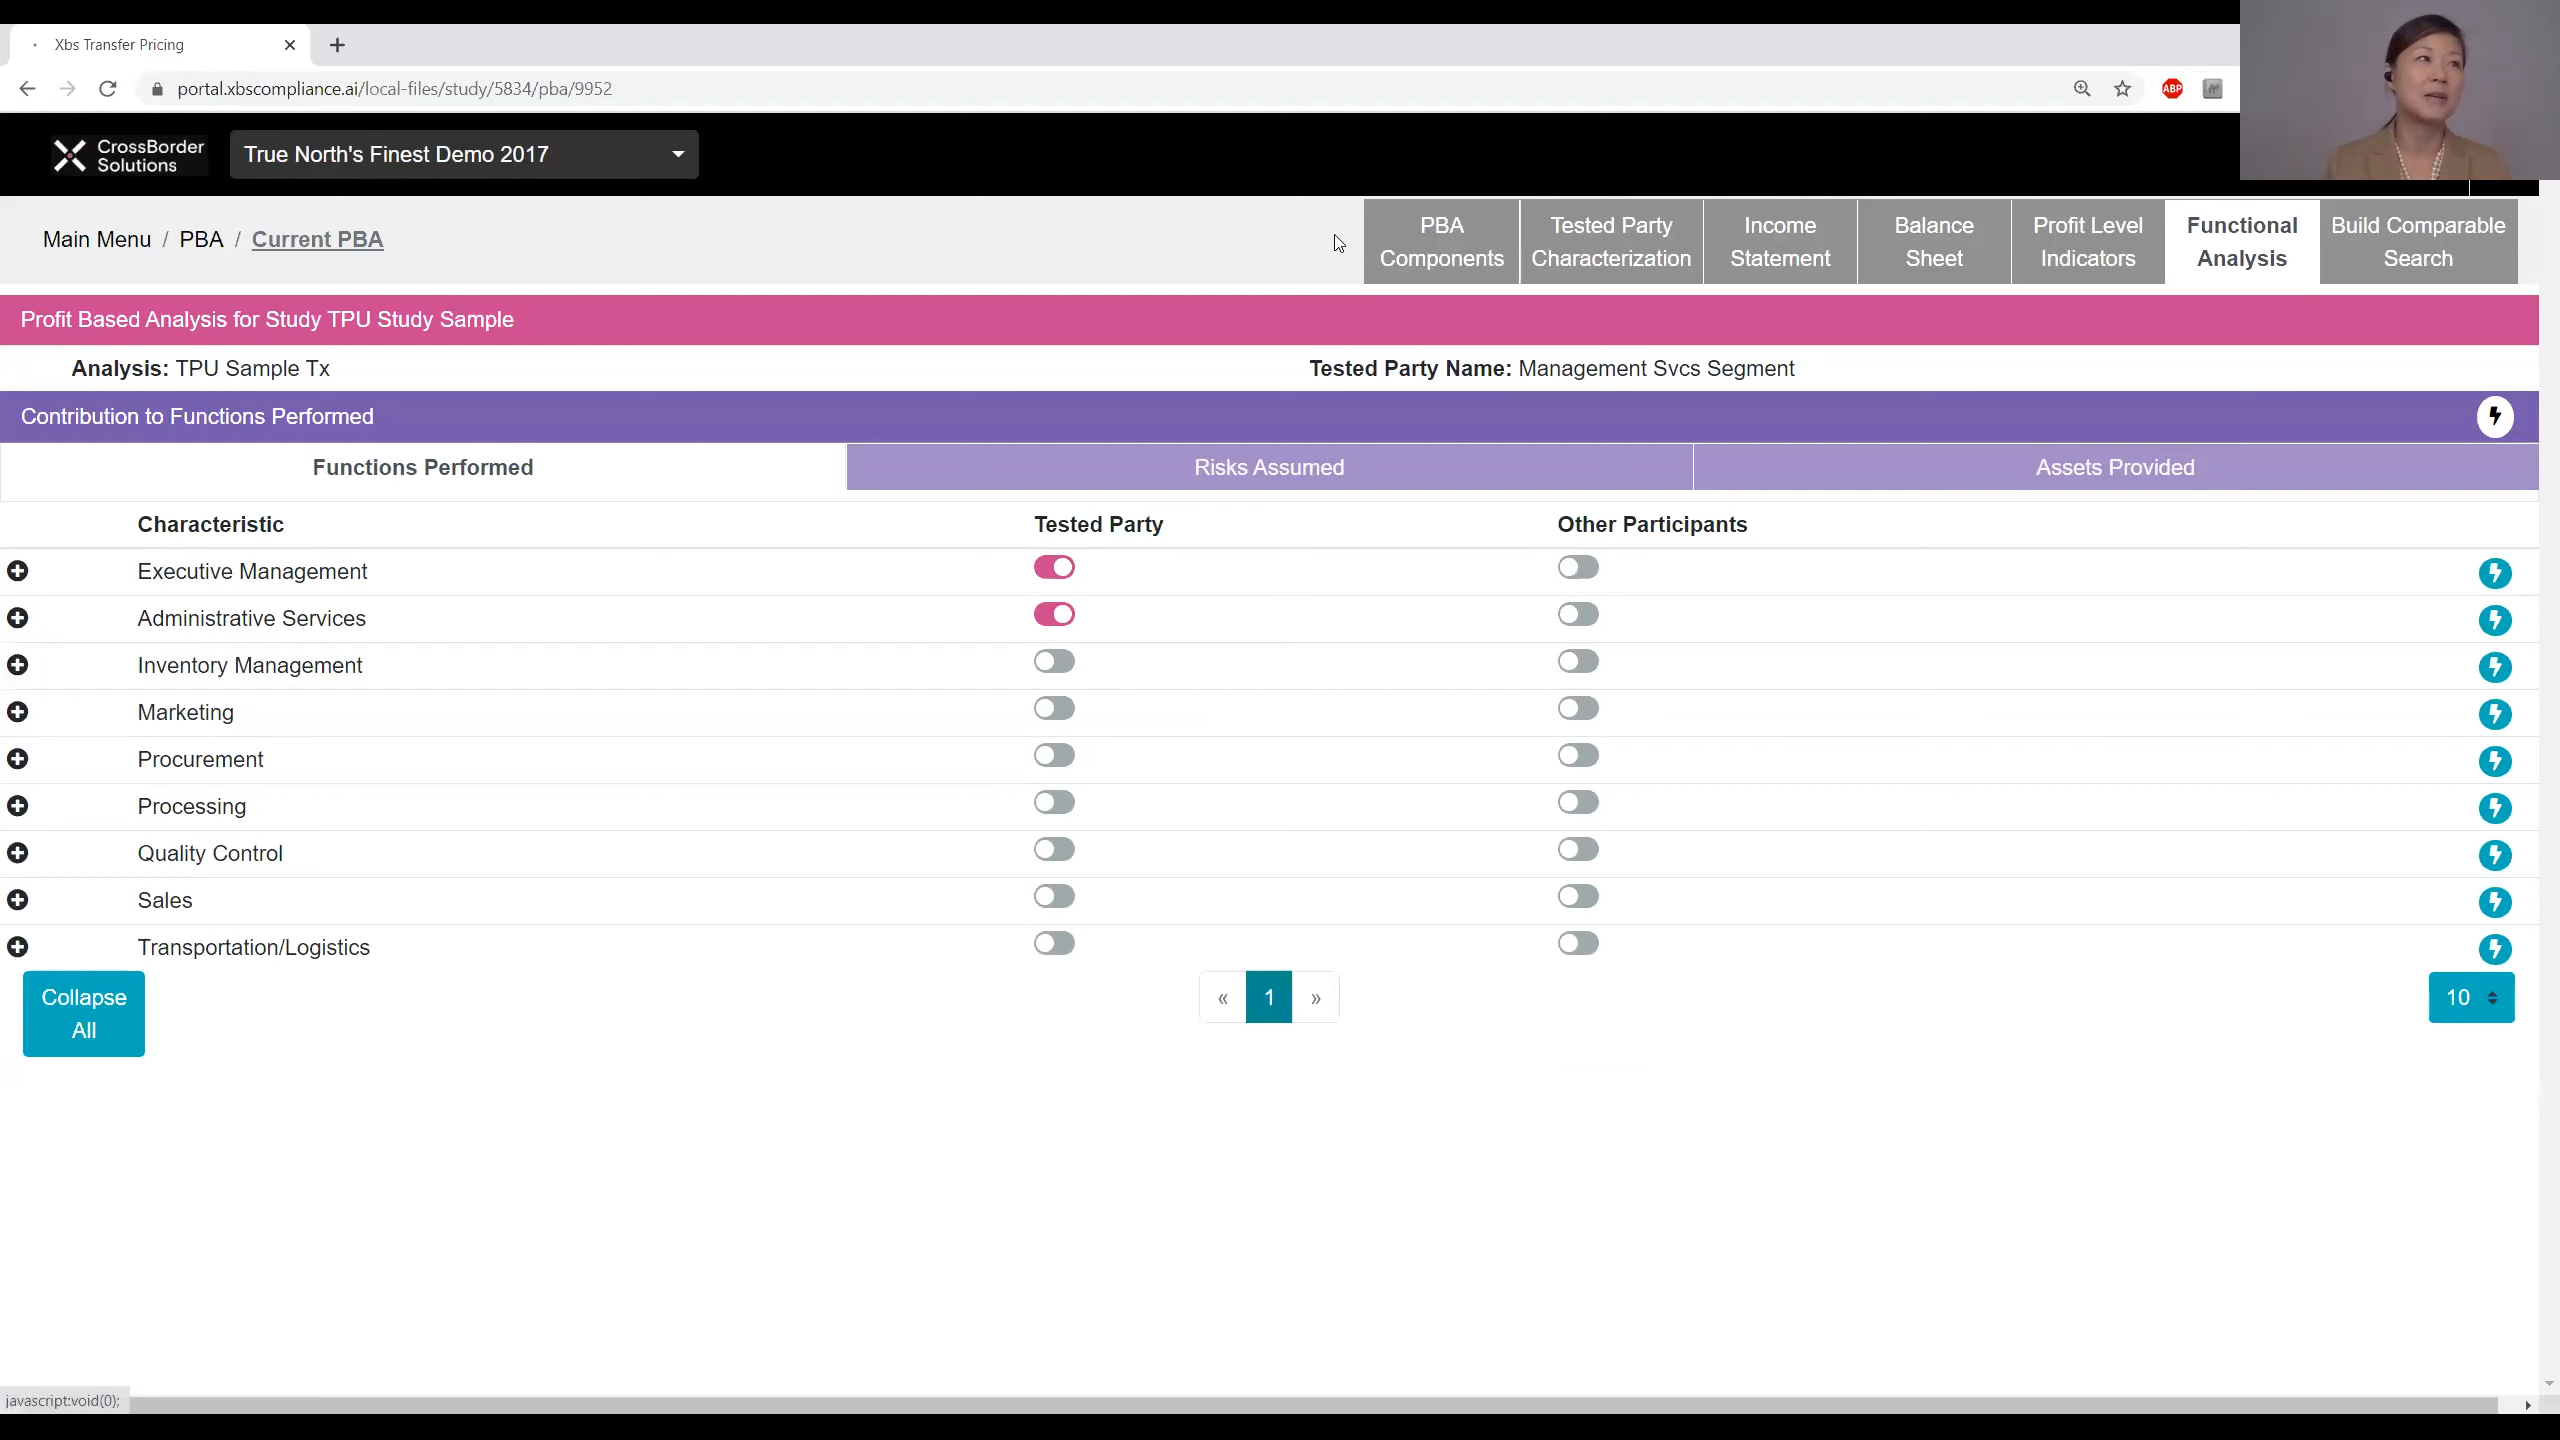 Xbs Transfer Pricing
portal.xbscompliance.ai/local-files/study/5834/pba/9952
ABP
CrossBorder
Solutions
True North's Finest Demo 2017
Main Menu / PBA / Current PBA
PBA
Components
Tested Party
Characterization
Income
Statement
Balance
Sheet
Profit Level
Indicators
Functional
Analysis
Build Comparable
Search
Profit Based Analysis for Study TPU Study Sample
Analysis: TPU Sample Tx
Tested Party Name: Management Svcs Segment
Contribution to Functions Performed
Functions Performed
Risks Assumed
Assets Provided
Characteristic
Tested Party
Other Participants
Executive Management
Administrative Services
Inventory Management
Marketing
Procurement
Processing
Quality Control
Sales
Transportation/Logistics
Collapse
All
« 1 »
10
javascript:void(0);